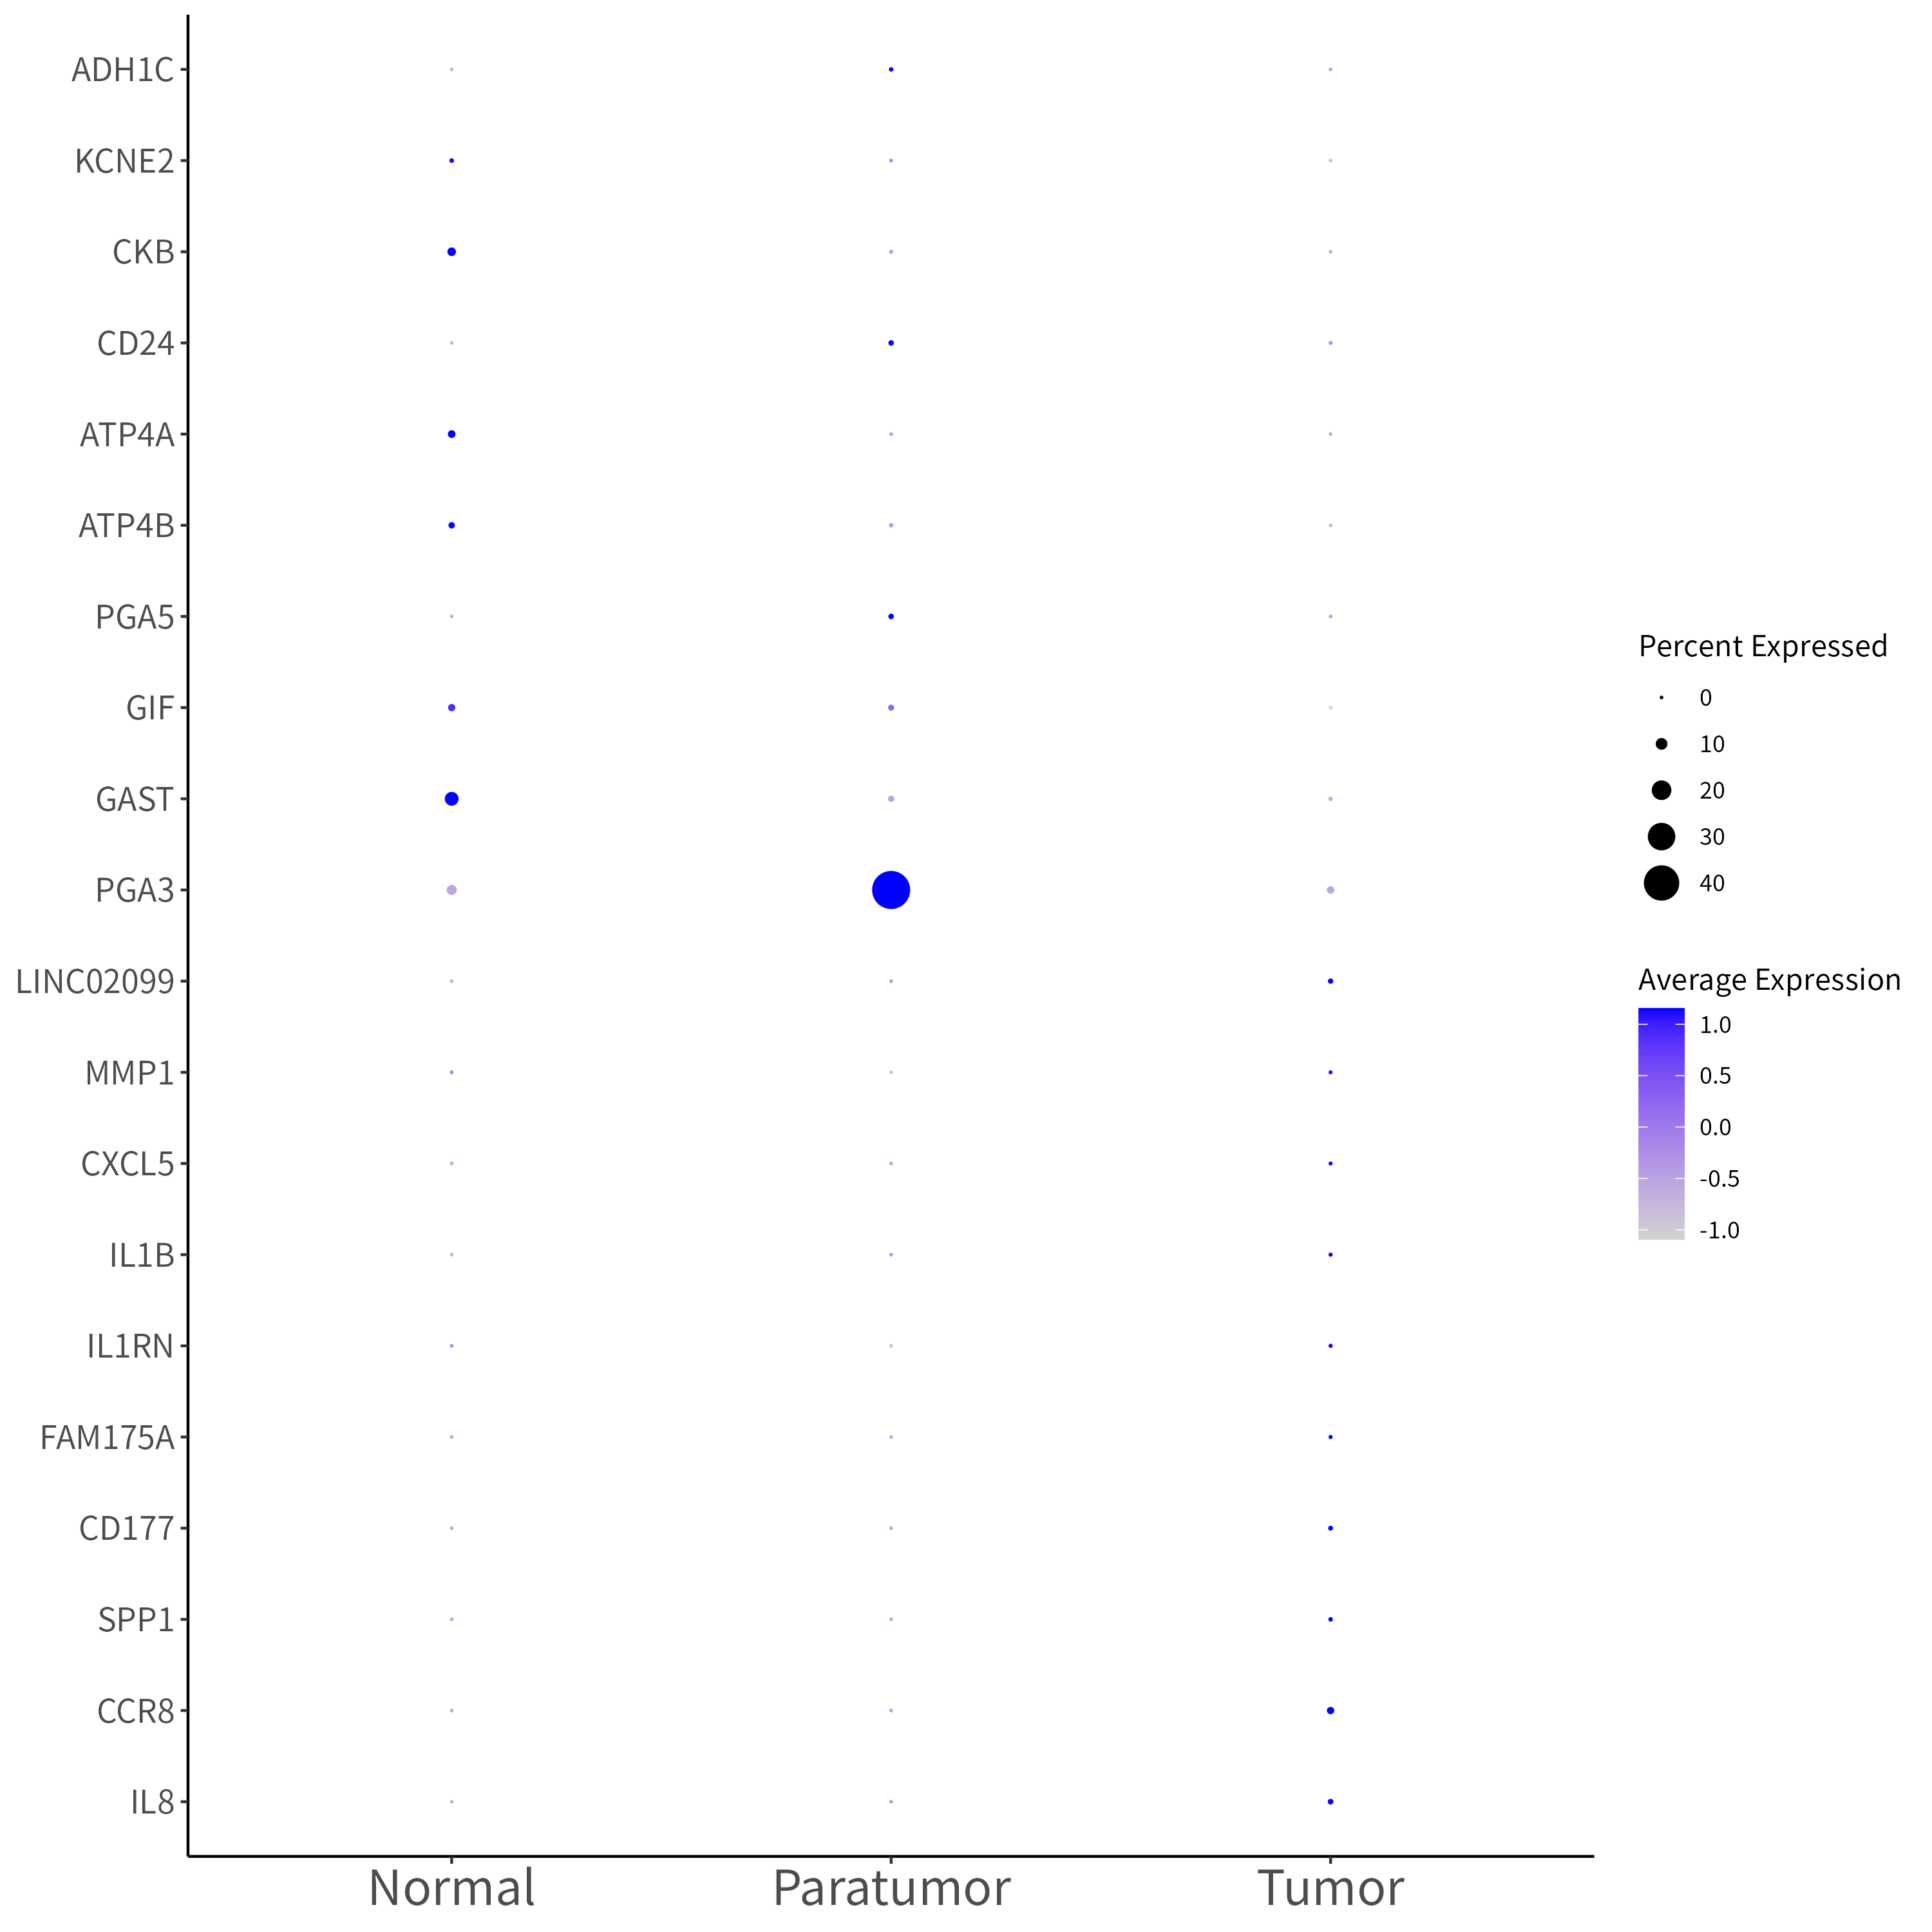 ADH1C
KCNE2
CKB
CD24
ATP4A
ATP4B
PGA5
GIF
GAST
PGA3
LINC02099
MMP1
CXCL5
IL1B
IL1RN
FAM175A
CD177
SPP1
CCR8
IL8
Normal Paratumor Tumor
Percent Expressed
0
10
20
30
40
Average Expression
1.0
0.5
0.0
-0.5
-1.0